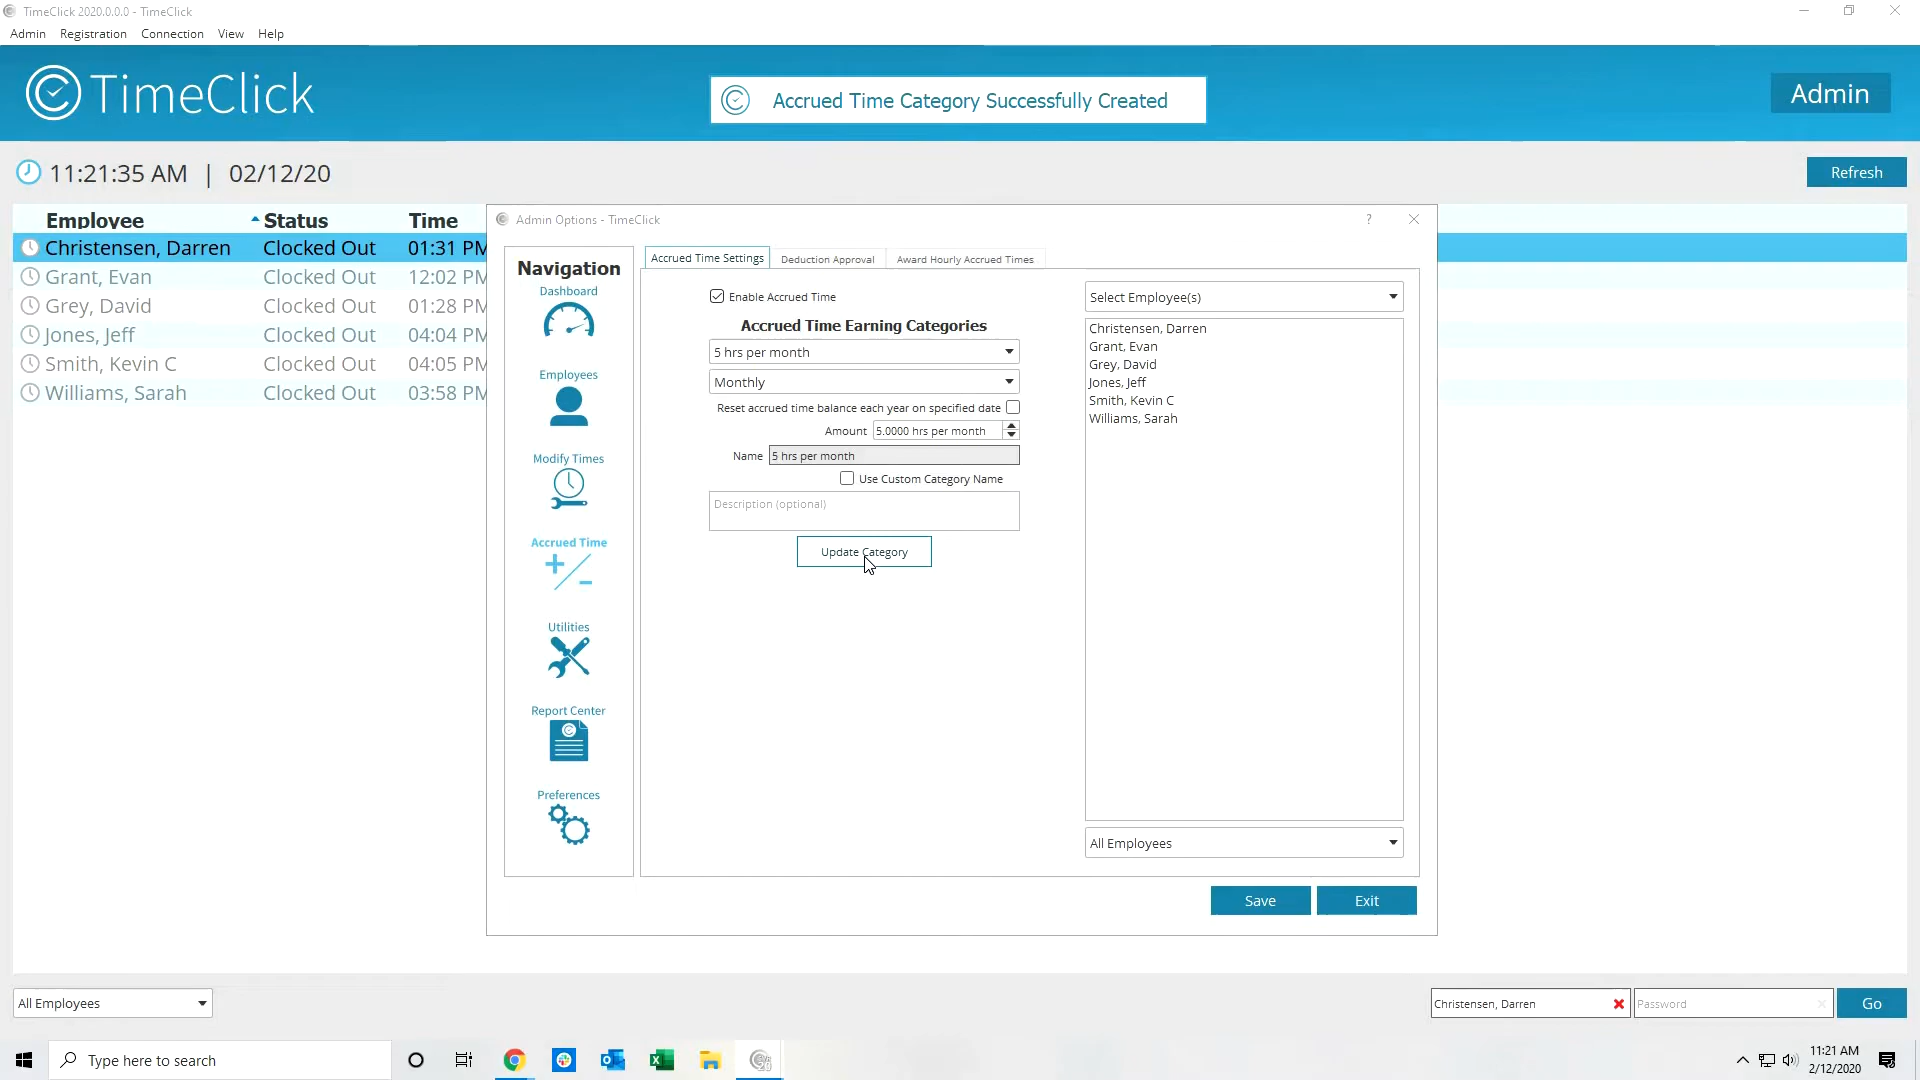 TimeClick 2020.0.0.0 - TimeClick
Admin Registration Connection View Help
TimeClick
Accrued Time Category Successfully Created
Admin
11:21:35 AM | 02/12/20
Refresh
Employee Status Time
Christensen, Darren Clocked Out 01:31 PM
Grant, Evan Clocked Out 12:02 PM
Grey, David Clocked Out 01:28 PM
Jones, Jeff Clocked Out 04:04 PM
Smith, Kevin C Clocked Out 04:05 PM
Williams, Sarah Clocked Out 03:58 PM
Admin Options - TimeClick
?
Navigation
Dashboard
Employees
Modify Times
Accrued Time
Utilities
Report Center
Preferences
Accrued Time Settings Deduction Approval Award Hourly Accrued Times
Enable Accrued Time
Accrued Time Earning Categories
5 hrs per month
Monthly
Reset accrued time balance each year on specified date
Amount 5.0000 hrs per month
Name 5 hrs per month
Use Custom Category Name
Description (optional)
Update Category
Select Employee(s)
Christensen, Darren
Grant, Evan
Grey, David
Jones, Jeff
Smith, Kevin C
Williams, Sarah
All Employees
Save Exit
All Employees
Christensen, Darren Password Go
Type here to search
11:21 AM
2/12/2020